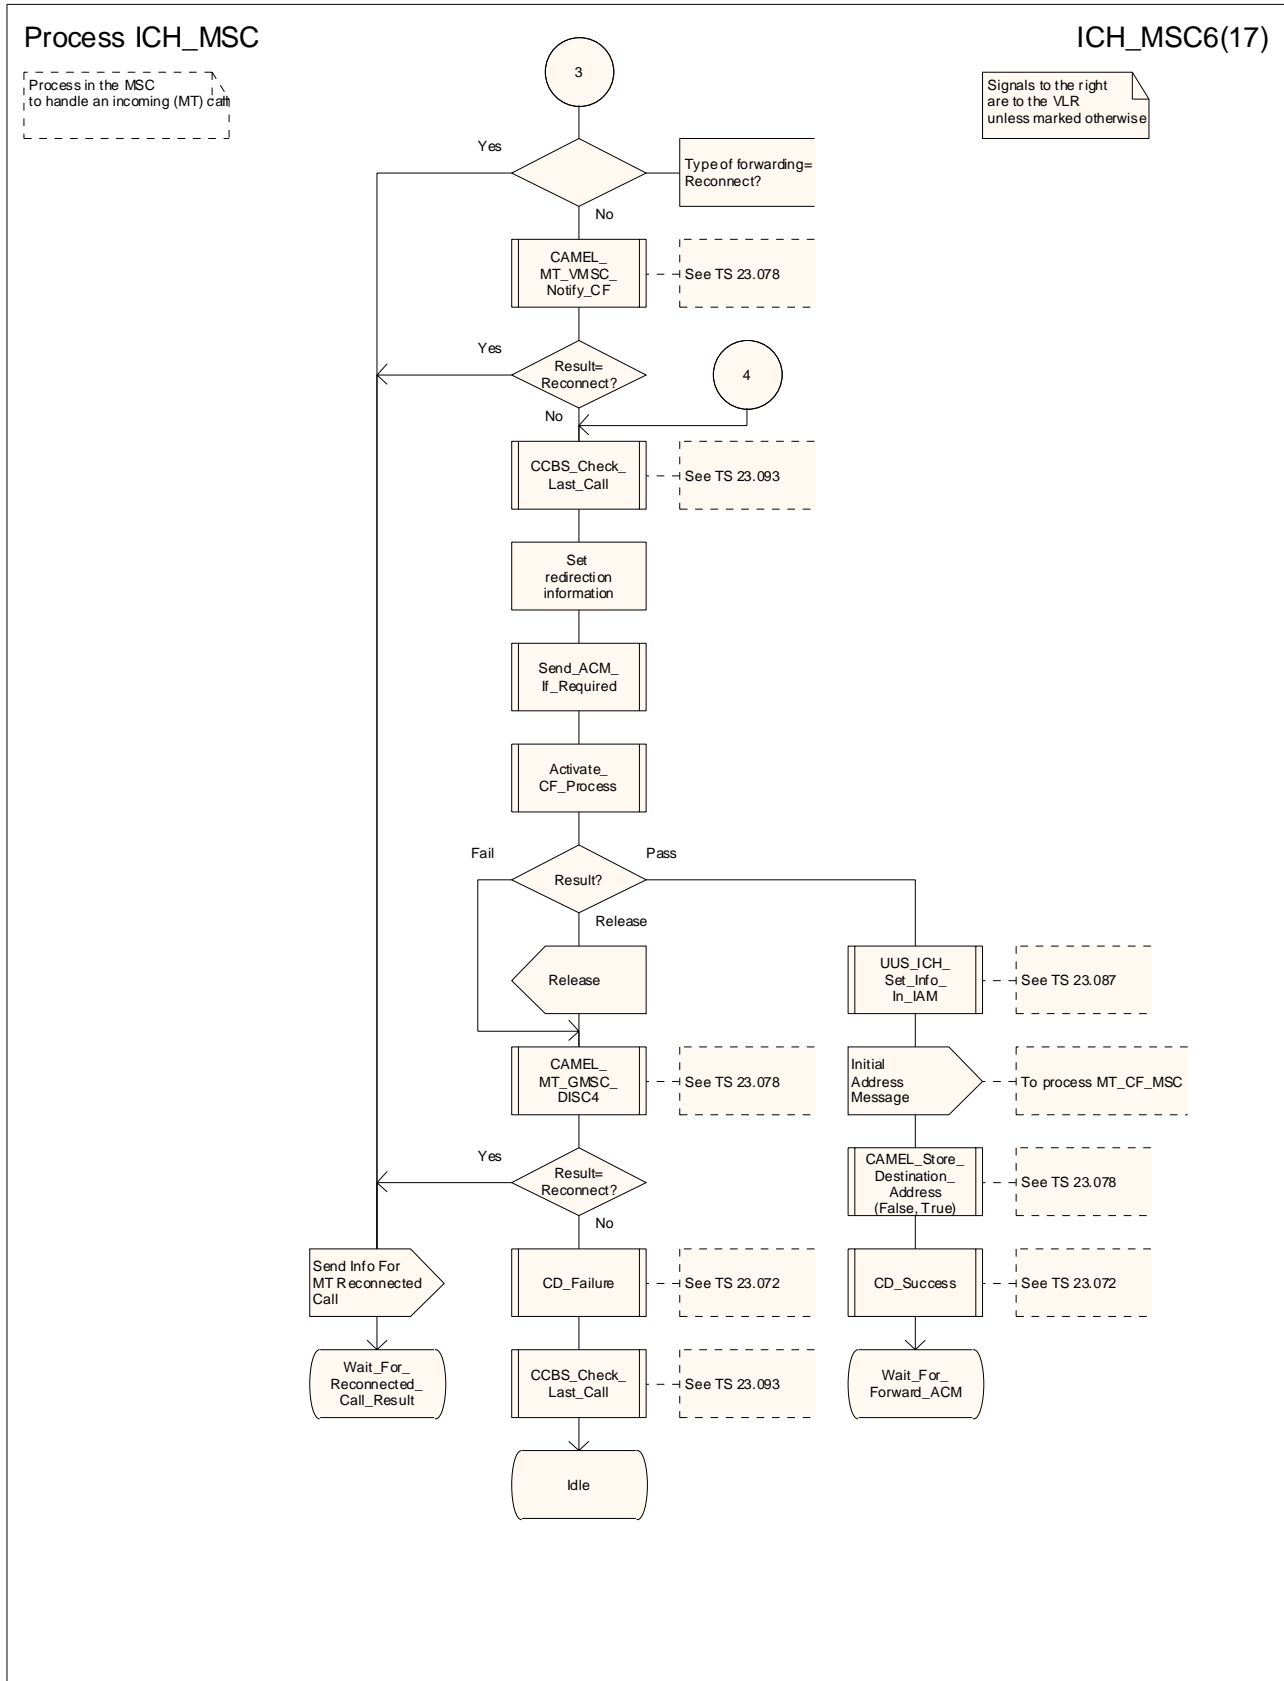 Process ICH_MSC
ICH_MSC6(17)
Process in the MSC
to handle an incoming (MT) call
Signals to the right
are to the VLR
unless marked otherwise
3
Yes
Type of forwarding=
Reconnect?
No
CAMEL_
MT_VMSC_
Notify_CF
See TS 23.078
Yes
Result=
Reconnect?
4
No
CCBS_Check_
Last_Call
See TS 23.093
Set
redirection
information
Send_ACM_
If_Required
Activate_
CF_Process
Fail
Result?
Pass
Release
Release
UUS_ICH_
Set_Info_
In_IAM
See TS 23.087
CAMEL_
MT_GMSC_
DISC4
See TS 23.078
Initial
Address
Message
To process MT_CF_MSC
Yes
Result=
Reconnect?
No
CAMEL_Store_
Destination_
Address
(False, True)
See TS 23.078
Send Info For
MT Reconnected
Call
CD_Failure
See TS 23.072
CD_Success
See TS 23.072
Wait_For_
Reconnected_
Call_Result
CCBS_Check_
Last_Call
See TS 23.093
Wait_For_
Forward_ACM
Idle